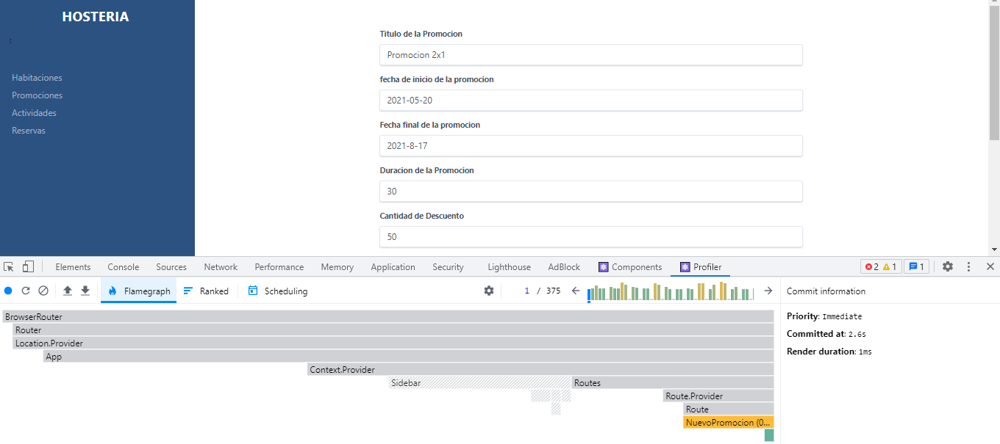 HOSTERIA
:
Habitaciones
Promociones
Actividades
Reservas
Titulo de la Promocion
Promocion 2x1
fecha de inicio de la promocion
2021-05-20
Fecha final de la promocion
2021-8-17
Duracion de la Promocion
30
Cantidad de Descuento
50
Elements Console Sources Network Performance Memory Application Security Lighthouse AdBlock Components Profiler 2 1 1
Flamegraph Ranked Scheduling 1 / 375 Commit information
BrowserRouter
Router
Location.Provider
App
Context.Provider
Sidebar Routes
Route.Provider
Route
NuevoPromocion (0...
Priority: Immediate
Committed at: 2.6s
Render duration: 1ms